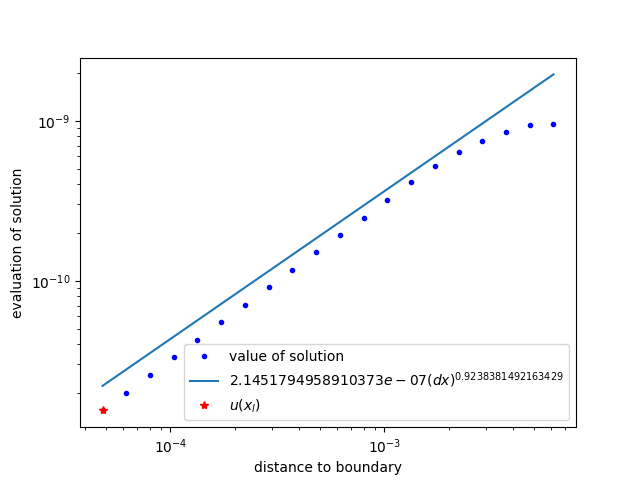 10⁻⁹
10⁻¹⁰
evaluation of solution
value of solution
2.1451794958910373e − 07(dx)^0.9238381492163429
u(x_l)
10⁻⁴ 10⁻³
distance to boundary